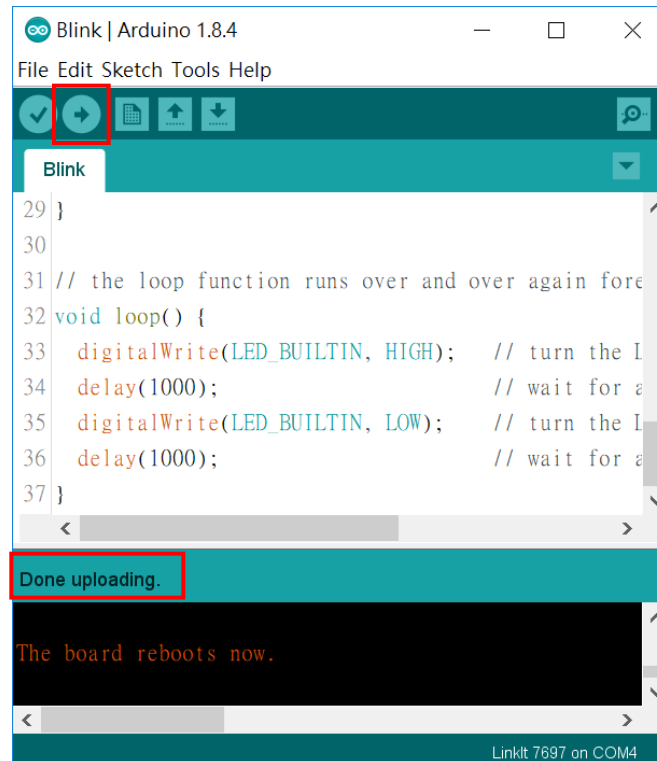 Blink | Arduino 1.8.4
File Edit Sketch Tools Help
Blink
29 }
30
31 // the loop function runs over and over again fore
32 void loop() {
33   digitalWrite(LED_BUILTIN, HIGH);   // turn the L
34   delay(1000);                       // wait for a
35   digitalWrite(LED_BUILTIN, LOW);    // turn the L
36   delay(1000);                       // wait for a
37 }
Done uploading.
The board reboots now.
LinkIt 7697 on COM4